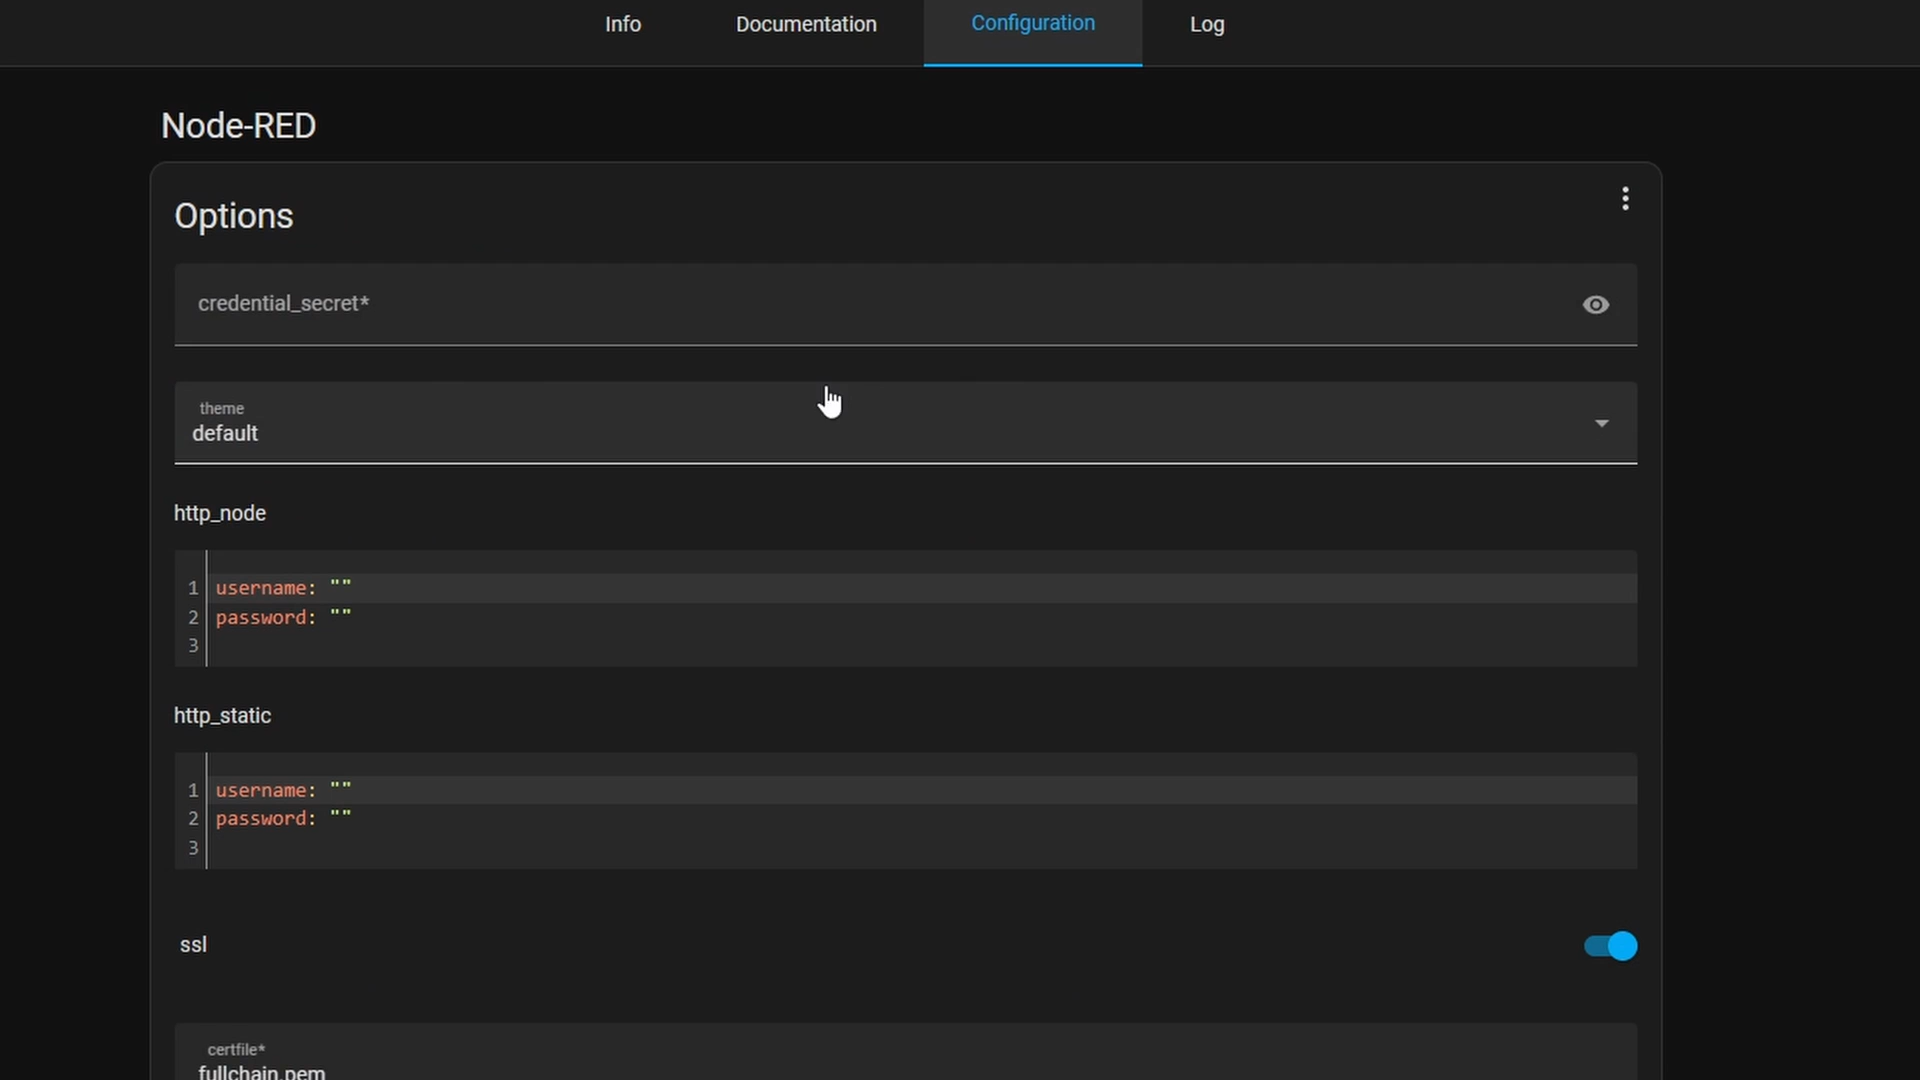 Info Documentation Configuration Log
Node-RED
Options
credential_secret*
theme
default
http_node
1 username: ""
2 password: ""
3
http_static
1 username: ""
2 password: ""
3
ssl
certfile*
fullchain.pem